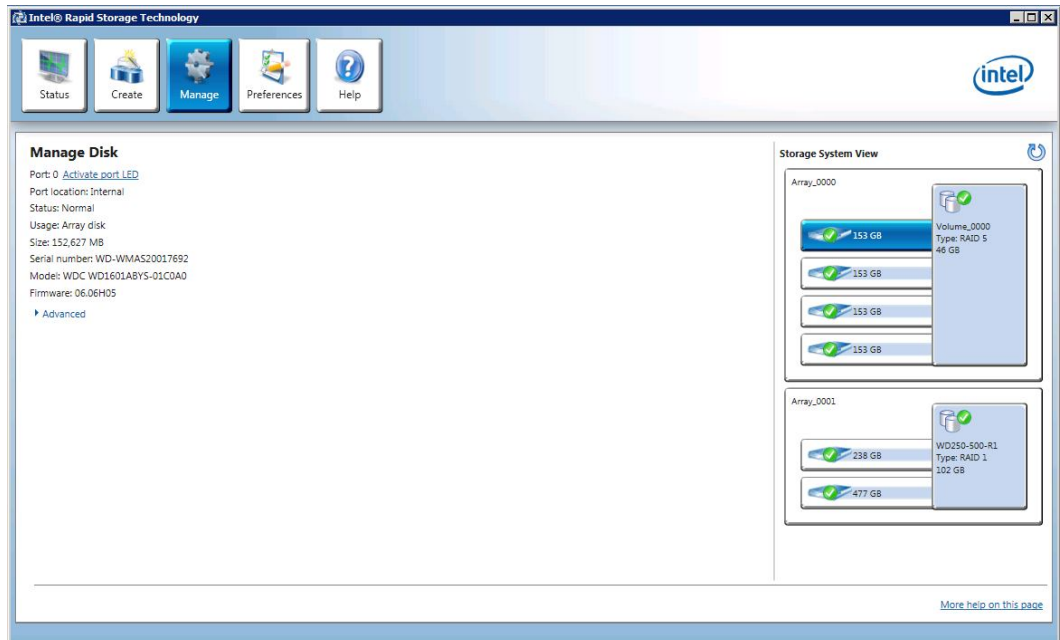 Intel® Rapid Storage Technology
Status
Create
Manage
Preferences
Help
intel
Manage Disk
Port: 0 Activate port LED
Port location: Internal
Status: Normal
Usage: Array disk
Size: 152,627 MB
Serial number: WD-WMAS20017692
Model: WDC WD1601ABYS-01C0A0
Firmware: 06.06H05
Advanced
Storage System View
Array_0000
153 GB
153 GB
153 GB
153 GB
Volume_0000
Type: RAID 5
46 GB
Array_0001
238 GB
477 GB
WD250-500-R1
Type: RAID 1
102 GB
More help on this page